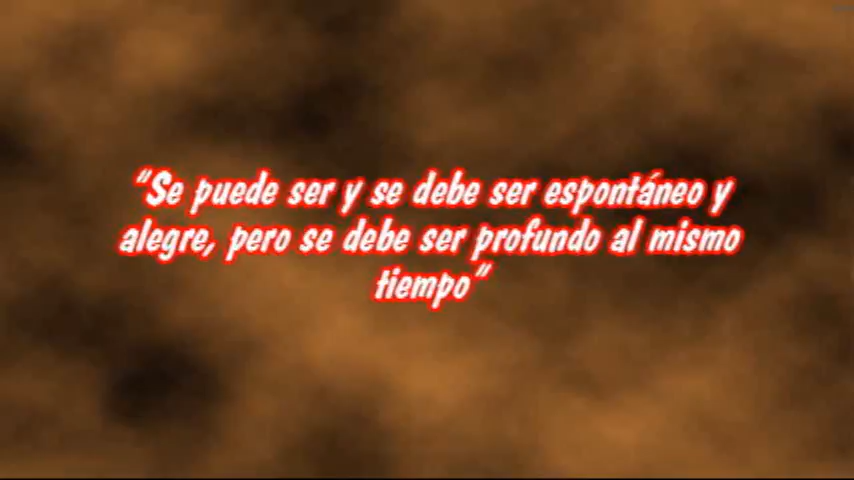 “Se puede ser y se debe ser espontáneo y
alegre, pero se debe ser profundo al mismo
tiempo”